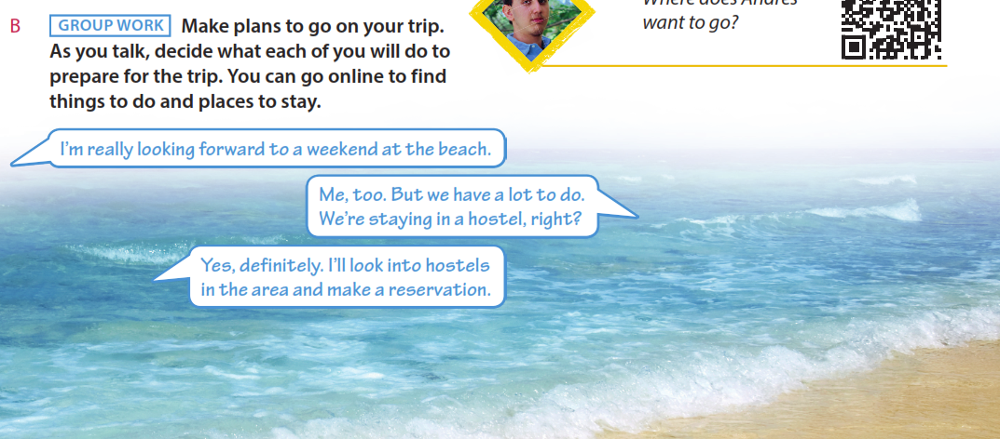 B GROUP WORK Make plans to go on your trip.
As you talk, decide what each of you will do to
prepare for the trip. You can go online to find
things to do and places to stay.
want to go?
I'm really looking forward to a weekend at the beach.
Me, too. But we have a lot to do.
We're staying in a hostel, right?
Yes, definitely. I'll look into hostels
in the area and make a reservation.